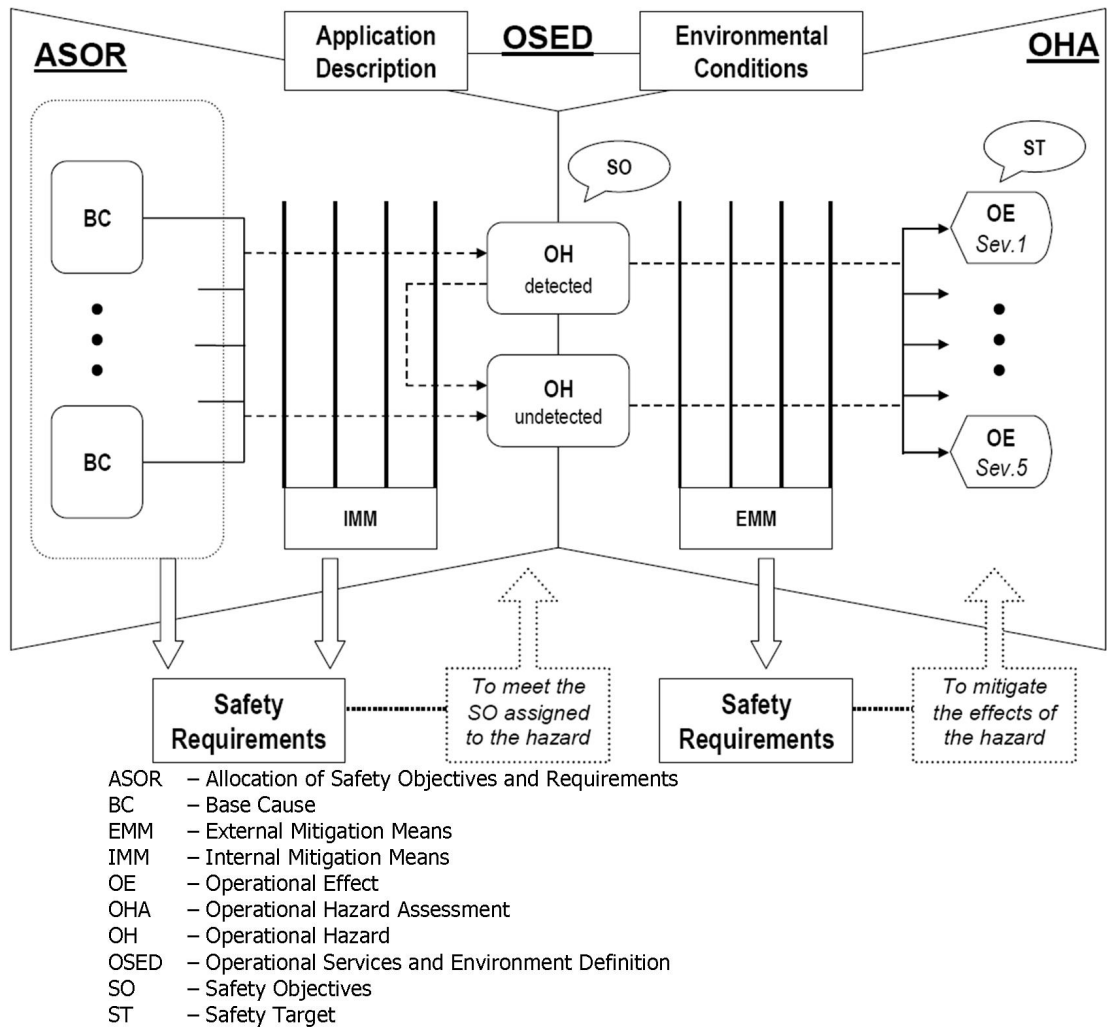 ASOR
Application
Description
OSED
Environmental
Conditions
OHA
BC
BC
IMM
SO
OH
detected
OH
undetected
EMM
ST
OE
Sev.1
OE
Sev.5
Safety
Requirements
To meet the
SO assigned
to the hazard
Safety
Requirements
To mitigate
the effects of
the hazard
ASOR – Allocation of Safety Objectives and Requirements
BC – Base Cause
EMM – External Mitigation Means
IMM – Internal Mitigation Means
OE – Operational Effect
OHA – Operational Hazard Assessment
OH – Operational Hazard
OSED – Operational Services and Environment Definition
SO – Safety Objectives
ST – Safety Target